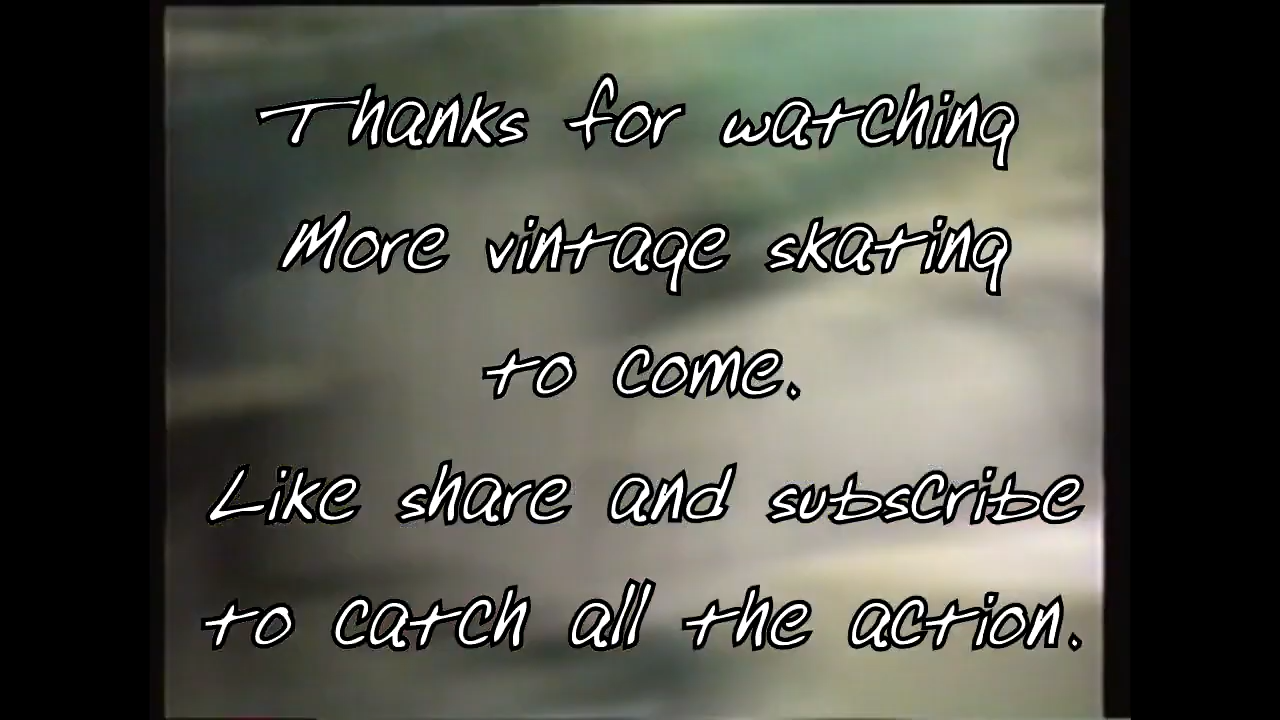 Thanks for watching
More vintage skating
to come.
Like share and subscribe
to catch all the action.